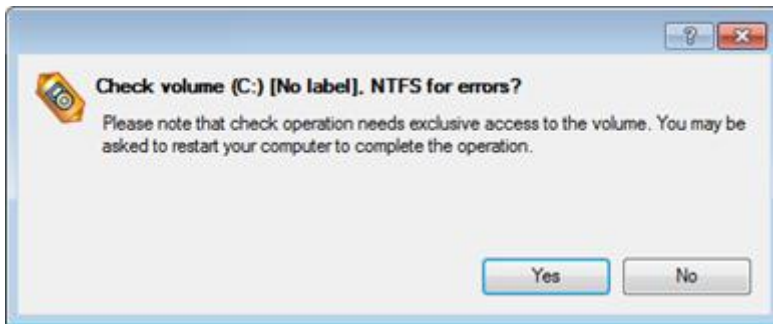 Check volume (C:) [No label], NTFS for errors?
Please note that check operation needs exclusive access to the volume. You may be
asked to restart your computer to complete the operation.
Yes
No